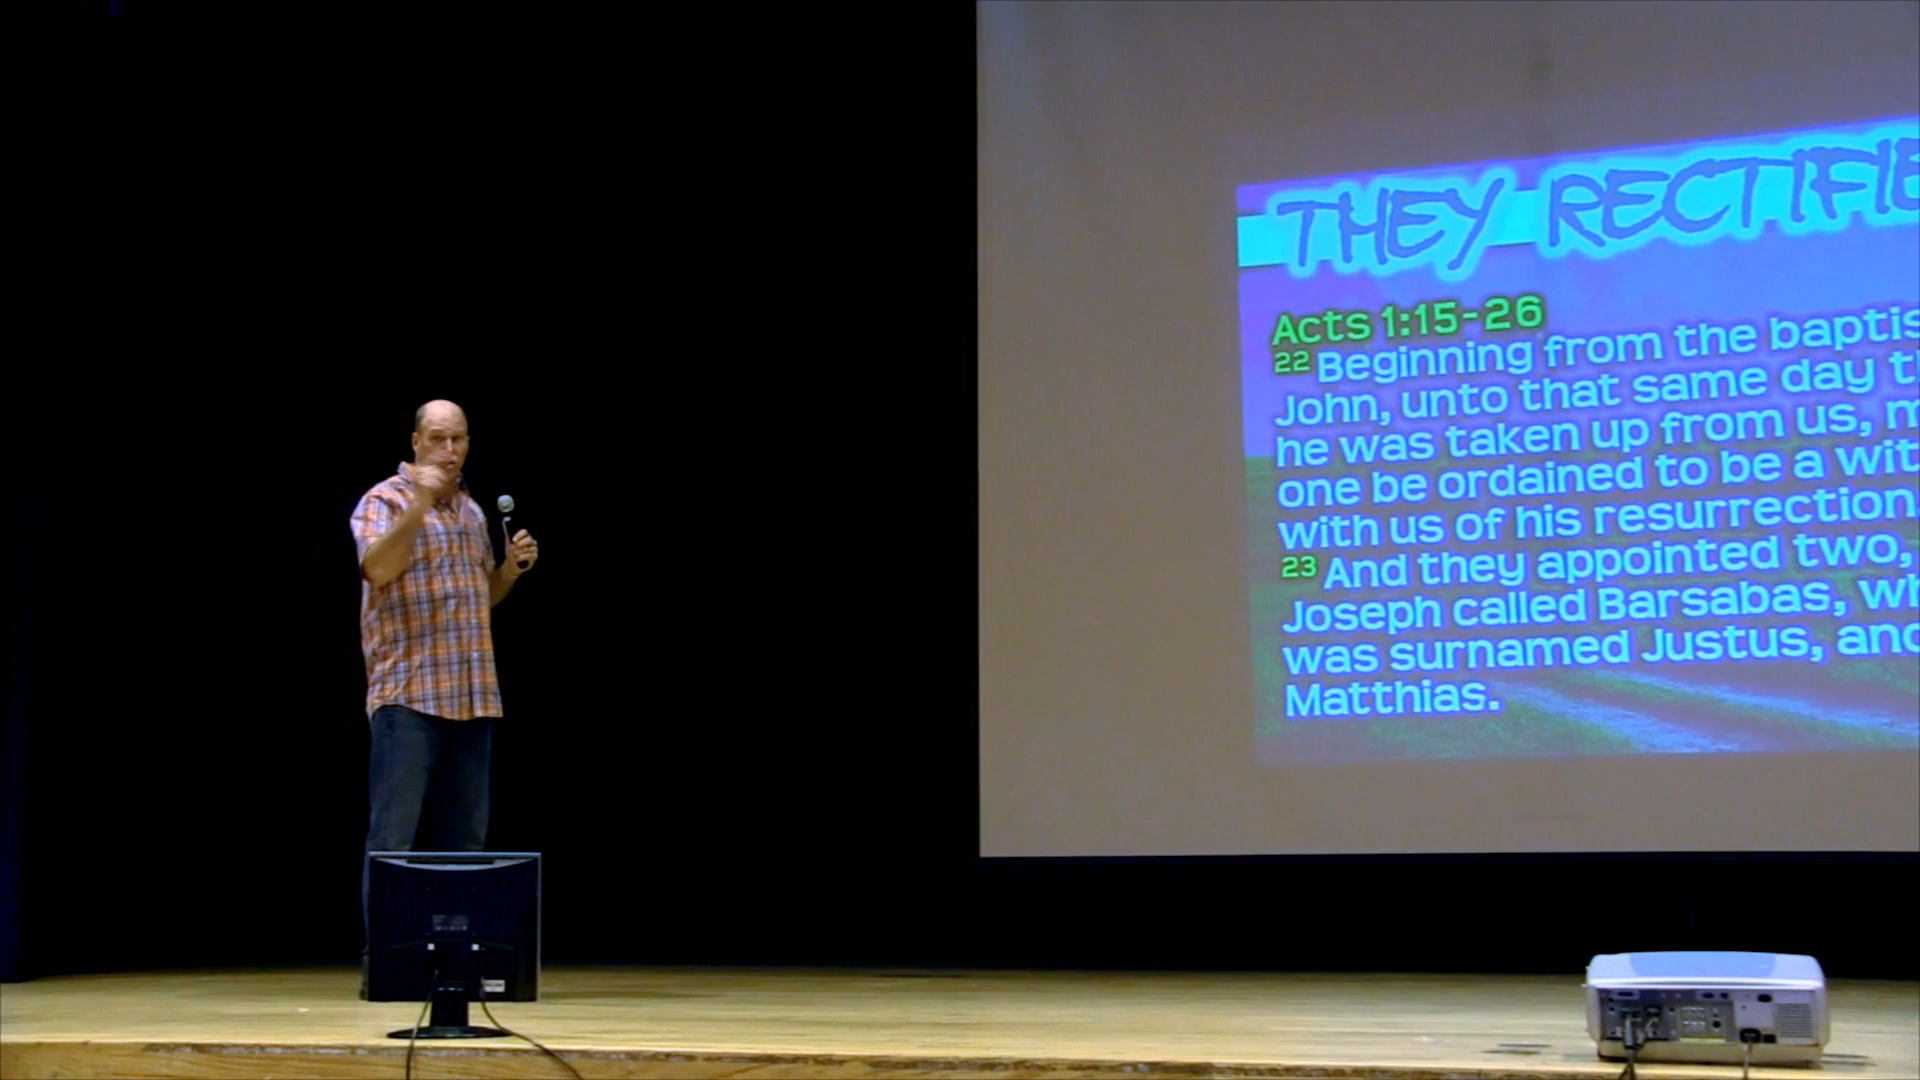 THEY RECTIFIE
Acts 1:15-26
22 Beginning from the baptis
John, unto that same day t
he was taken up from us, m
one be ordained to be a wit
with us of his resurrection
23 And they appointed two,
Joseph called Barsabas, wh
was surnamed Justus, and
Matthias.